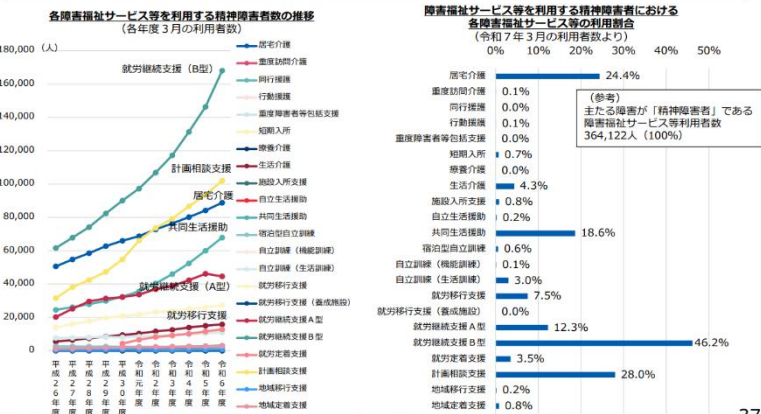 各障害福祉サービス等を利用する精神障害者数の推移
（各年度３月の利用者数）
180,000
（人）
160,000
140,000
120,000
100,000
80,000
60,000
40,000
20,000
0
就労継続支援（B型）
計画相談支援
居宅介護
共同生活援助
就労継続支援（A型）
就労移行支援
平成26年度
平成27年度
平成28年度
平成29年度
平成30年度
令和元年度
令和2年度
令和3年度
令和4年度
令和5年度
令和6年度
居宅介護
重度訪問介護
同行援護
行動援護
重度障害者等包括支援
短期入所
療養介護
生活介護
施設入所支援
自立生活援助
共同生活援助
宿泊型自立訓練
自立訓練（機能訓練）
自立訓練（生活訓練）
就労移行支援
就労移行支援（養成施設）
就労継続支援Ａ型
就労継続支援Ｂ型
就労定着支援
計画相談支援
地域移行支援
地域定着支援
障害福祉サービス等を利用する精神障害者における
各障害福祉サービス等の利用割合
（令和７年３月の利用者数より）
0% 10% 20% 30% 40% 50%
居宅介護 24.4%
重度訪問介護 0.1%
同行援護 0.0%
行動援護 0.1%
重度障害者等包括支援 0.0%
短期入所 0.7%
療養介護 0.0%
生活介護 4.3%
施設入所支援 0.8%
自立生活援助 0.2%
共同生活援助 18.6%
宿泊型自立訓練 0.6%
自立訓練（機能訓練） 0.1%
自立訓練（生活訓練） 3.0%
就労移行支援 7.5%
就労移行支援（養成施設） 0.0%
就労継続支援Ａ型 12.3%
就労継続支援Ｂ型 46.2%
就労定着支援 3.5%
計画相談支援 28.0%
地域移行支援 0.2%
地域定着支援 0.8%
（参考）
主たる障害が「精神障害者」である
障害福祉サービス等利用者数
364,122人（100%）